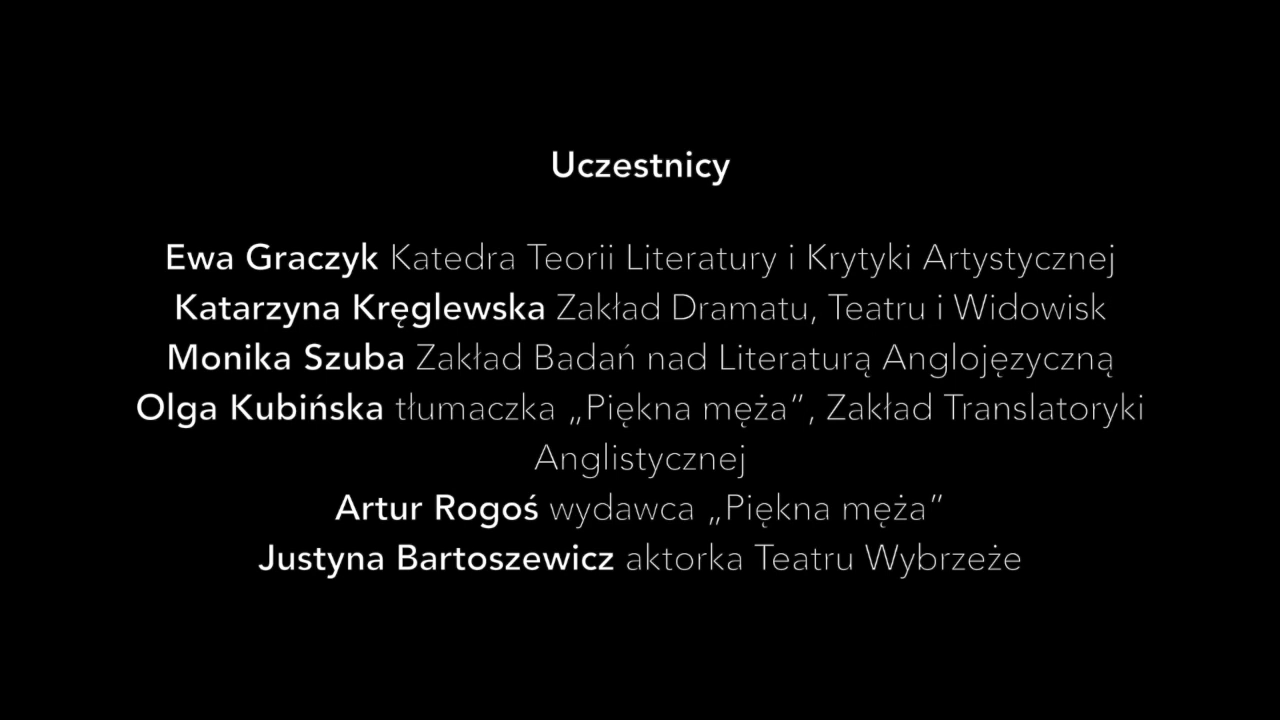 Uczestnicy
Ewa Graczyk Katedra Teorii Literatury i Krytyki Artystycznej
Katarzyna Kręglewska Zakład Dramatu, Teatru i Widowisk
Monika Szuba Zakład Badań nad Literaturą Anglojęzyczną
Olga Kubińska tłumaczka „Piękna męża”, Zakład Translatoryki
Anglistycznej
Artur Rogoś wydawca „Piękna męża”
Justyna Bartoszewicz aktorka Teatru Wybrzeże